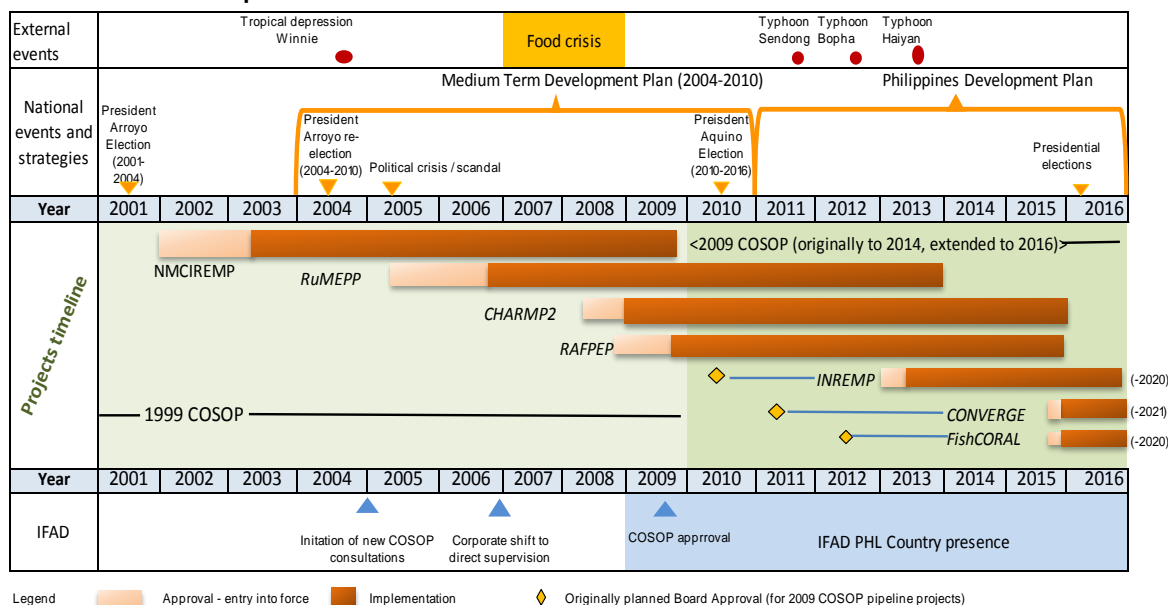 External
events
Tropical depression
Winnie
Food crisis
Typhoon
Sendong
Typhoon
Bopha
Typhoon
Haiyan
National
events and
strategies
Medium Term Development Plan (2004-2010)
Philippines Development Plan
President
Arroyo
Election
(2001-
2004)
President
Arroyo re-
election
(2004-2010)
Political crisis / scandal
Preisdent
Aquino
Election
(2010-2016)
Presidential
elections
Year 2001 2002 2003 2004 2005 2006 2007 2008 2009 2010 2011 2012 2013 2014 2015 2016
Projects timeline
<2009 COSOP (originally to 2014, extended to 2016)>
NMCIREMP
RuMEPP
CHARMP2
RAFPEP
INREMP (-2020)
1999 COSOP
CONVERGE (-2021)
FishCORAL (-2020)
Year 2001 2002 2003 2004 2005 2006 2007 2008 2009 2010 2011 2012 2013 2014 2015 2016
IFAD
Initation of new COSOP
consultations
Corporate shift to
direct supervision
COSOP apprroval
IFAD PHL Country presence
Legend Approval - entry into force Implementation Originally planned Board Approval (for 2009 COSOP pipeline projects)